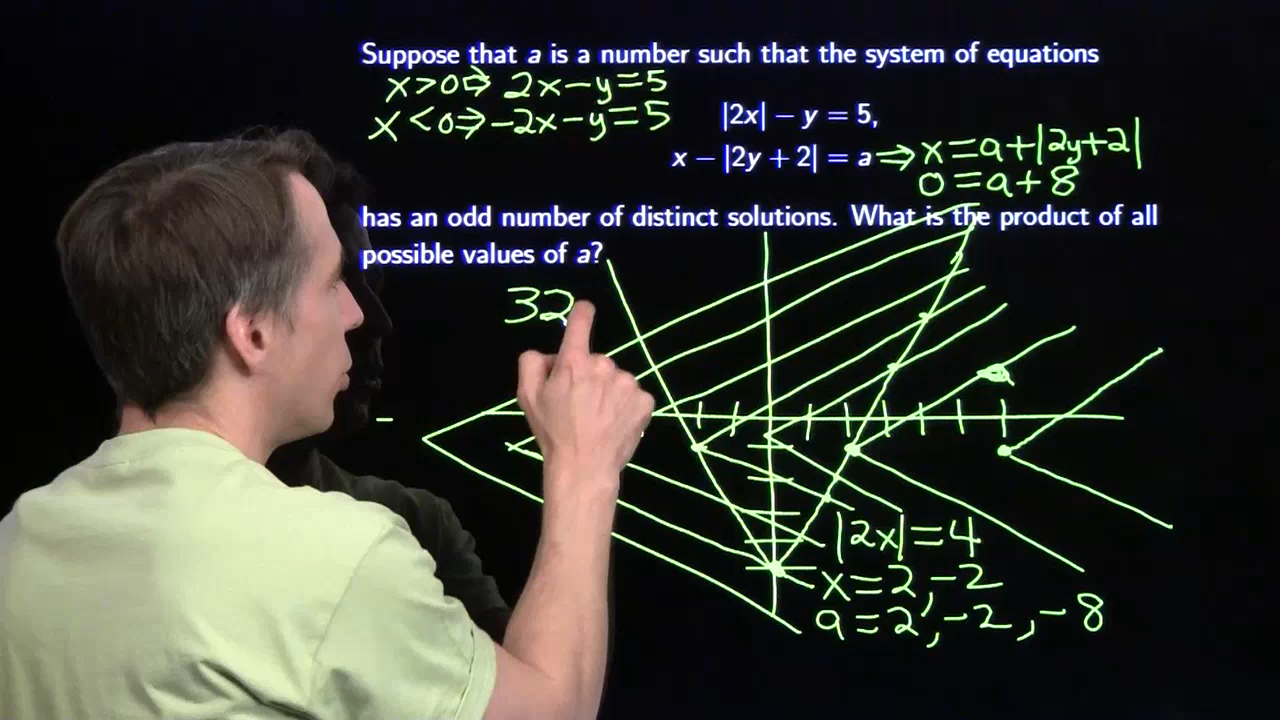 Suppose that a is a number such that the system of equations
x>0⇒ 2x-y=5
x<0⇒-2x-y=5
|2x| − y = 5,
x − |2y + 2| = a ⇒ x=a+|2y+2|
0=a+8
has an odd number of distinct solutions. What is the product of all
possible values of a?
32
|2x|=4
x=2,-2
a=2,-2,-8